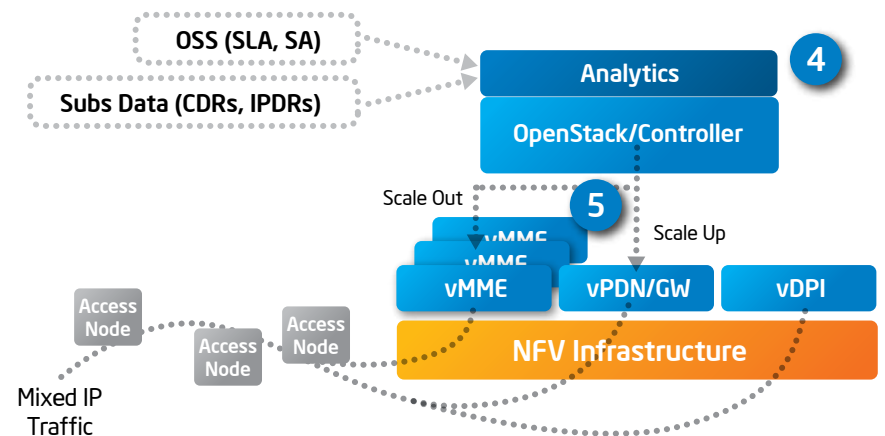 OSS (SLA, SA)
Subs Data (CDRs, IPDRs)
Analytics
4
OpenStack/Controller
Scale Out
5
Scale Up
vMME
vMME
vMME
vPDN/GW
vDPI
NFV Infrastructure
Access
Node
Access
Node
Access
Node
Mixed IP
Traffic